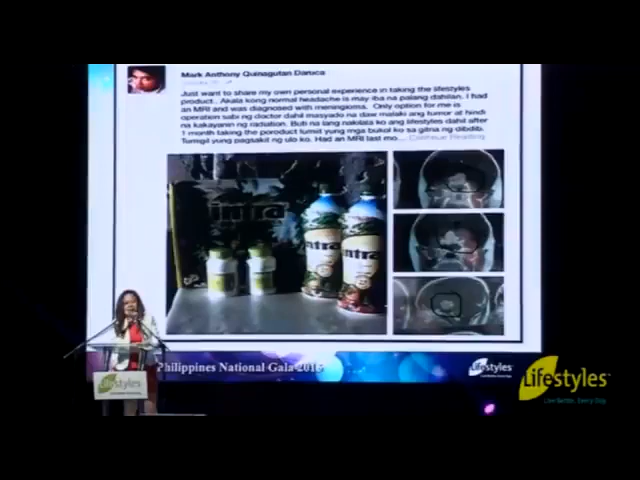 Mark Anthony Quinagutan Daruca
Just want to share my own personal experience in taking the lifestyles
product.. Akala kong normal headache is may iba na palang dahilan. I had
an MRI and was diagnosed with meningioma. Only option for me is
operation sabi ng doctor dahil masyado na daw malaki ang tumor at hindi
na kakayanin ng radiation. Buti na lang nakilala ko ang lifestyles dahil after
1 month taking the poroduct lumiit yung mga bukol ko sa gitna ng dibdib.
Tumigil yung pagsakit ng ulo ko. Had an MRI last mo... Continue Reading
intra
intra
intra
Philippines National Gala 2015
Lifestyles
Lifestyles
Lifestyles
Live Better, Every Day